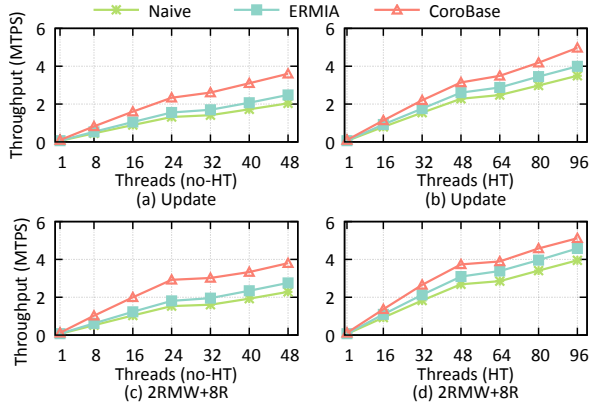 Naive ERMIA CoroBase
Throughput (MTPS)
6
4
2
0
1 8 16 24 32 40 48
Threads (no-HT)
(a) Update
6
4
2
0
1 16 32 48 64 80 96
Threads (HT)
(b) Update
Throughput (MTPS)
6
4
2
0
1 8 16 24 32 40 48
Threads (no-HT)
(c) 2RMW+8R
6
4
2
0
1 16 32 48 64 80 96
Threads (HT)
(d) 2RMW+8R